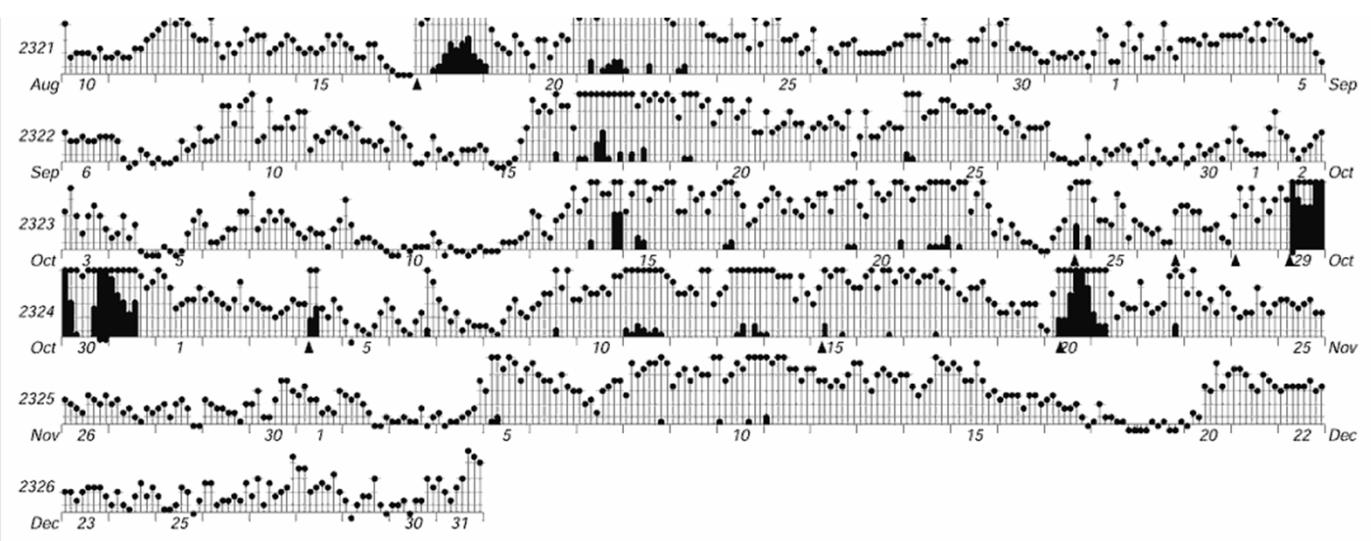 2321
Aug 10 15 20 25 30 1 5 Sep
2322
Sep 6 10 15 20 25 30 1 2 Oct
2323
Oct 3 5 10 15 20 25 29 Oct
2324
Oct 30 1 5 10 15 20 25 Nov
2325
Nov 26 30 1 5 10 15 20 22 Dec
2326
Dec 23 25 30 31